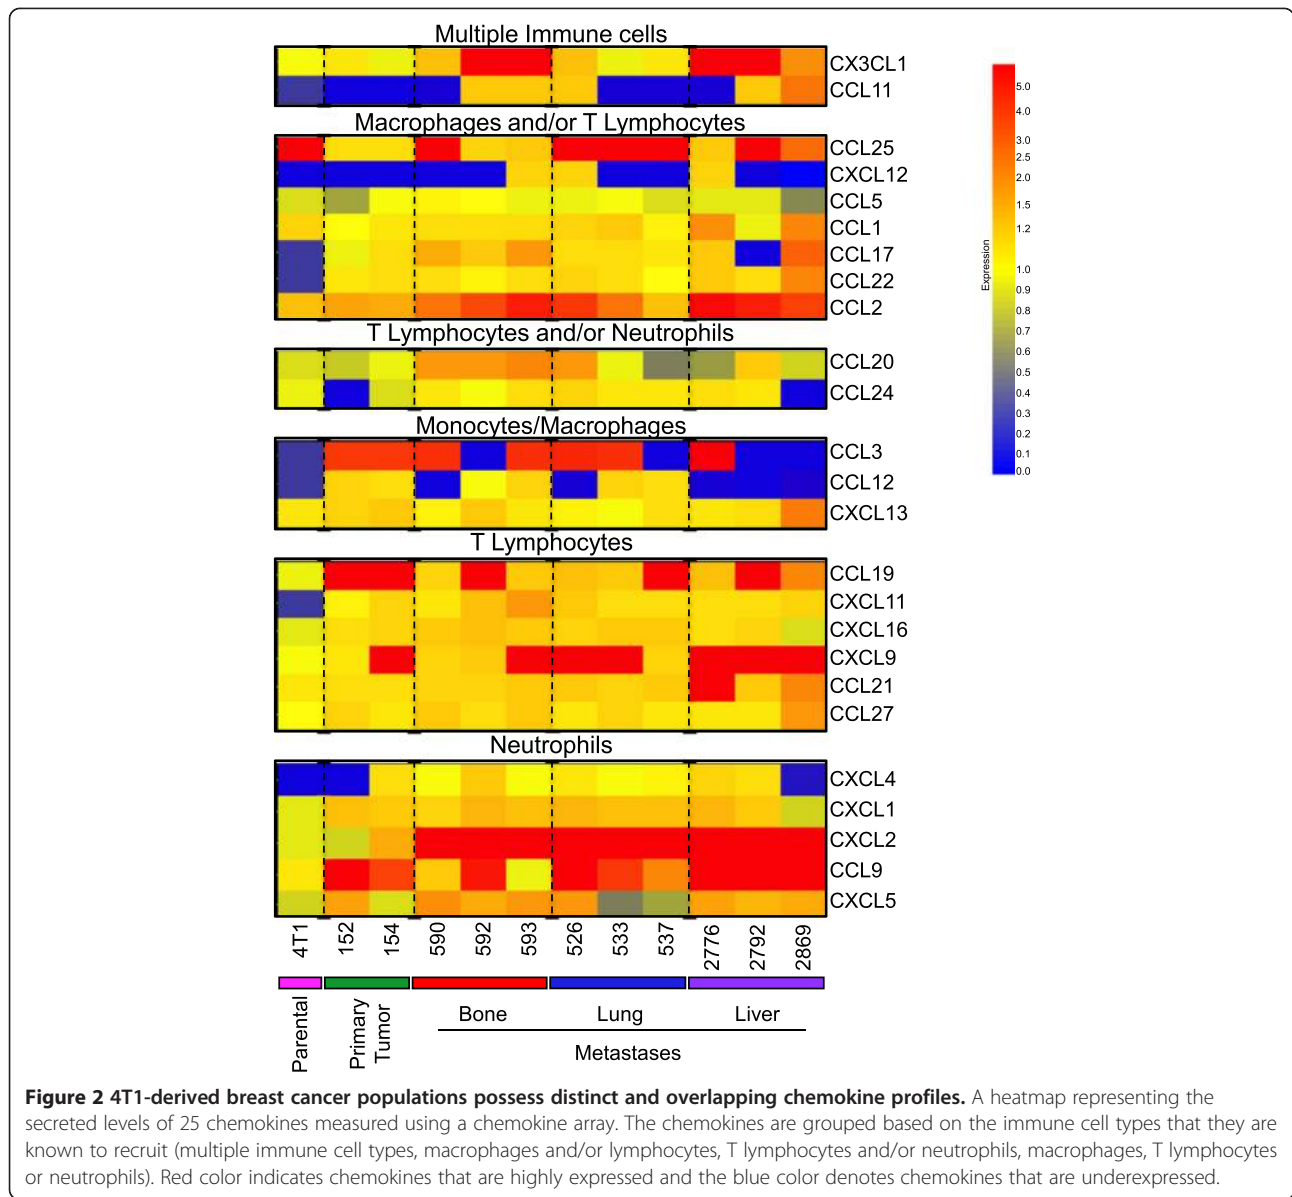 Multiple Immune cells
CX3CL1
CCL11
Macrophages and/or T Lymphocytes
CCL25
CXCL12
CCL5
CCL1
CCL17
CCL22
CCL2
T Lymphocytes and/or Neutrophils
CCL20
CCL24
Monocytes/Macrophages
CCL3
CCL12
CXCL13
T Lymphocytes
CCL19
CXCL11
CXCL16
CXCL9
CCL21
CCL27
Neutrophils
CXCL4
CXCL1
CXCL2
CCL9
CXCL5
4T1 152 154 590 592 593 526 533 537 2776 2792 2869
Parental
Primary
Tumor
Bone Lung Liver
Metastases
Expression
5.0
4.0
3.0
2.5
2.0
1.5
1.2
1.0
0.9
0.8
0.7
0.6
0.5
0.4
0.3
0.2
0.1
0.0
Figure 2 4T1-derived breast cancer populations possess distinct and overlapping chemokine profiles. A heatmap representing the
secreted levels of 25 chemokines measured using a chemokine array. The chemokines are grouped based on the immune cell types that they are
known to recruit (multiple immune cell types, macrophages and/or lymphocytes, T lymphocytes and/or neutrophils, macrophages, T lymphocytes
or neutrophils). Red color indicates chemokines that are highly expressed and the blue color denotes chemokines that are underexpressed.